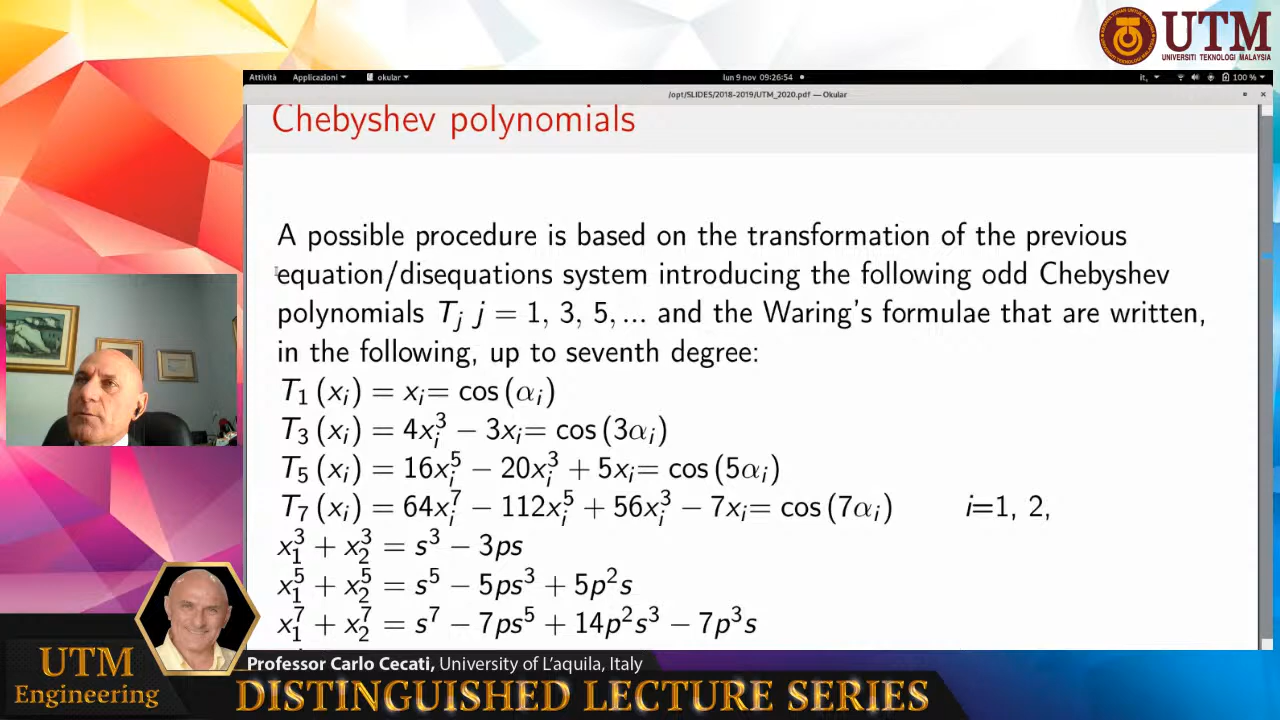 UTM
UNIVERSITI TEKNOLOGI MALAYSIA
Attività Applicazioni okular lun 9 nov 09:26:54 it, 100 %
/opt/SLIDES/2018-2019/UTM_2020.pdf — Okular
Chebyshev polynomials
A possible procedure is based on the transformation of the previous
equation/disequations system introducing the following odd Chebyshev
polynomials T_j j = 1, 3, 5, ... and the Waring's formulae that are written,
in the following, up to seventh degree:
T_1 (x_i) = x_i= cos (α_i)
T_3 (x_i) = 4x_i^3 − 3x_i= cos (3α_i)
T_5 (x_i) = 16x_i^5 − 20x_i^3 + 5x_i= cos (5α_i)
T_7 (x_i) = 64x_i^7 − 112x_i^5 + 56x_i^3 − 7x_i= cos (7α_i) i=1, 2,
x_1^3 + x_2^3 = s^3 − 3ps
x_1^5 + x_2^5 = s^5 − 5ps^3 + 5p^2s
x_1^7 + x_2^7 = s^7 − 7ps^5 + 14p^2s^3 − 7p^3s
UTM
Engineering
Professor Carlo Cecati, University of L'aquila, Italy
DISTINGUISHED LECTURE SERIES